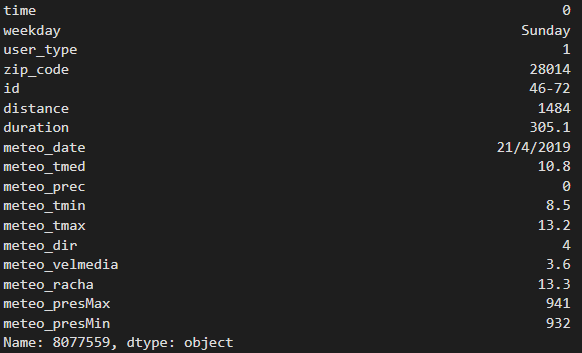 time 0
weekday Sunday
user_type 1
zip_code 28014
id 46-72
distance 1484
duration 305.1
meteo_date 21/4/2019
meteo_tmed 10.8
meteo_prec 0
meteo_tmin 8.5
meteo_tmax 13.2
meteo_dir 4
meteo_velmedia 3.6
meteo_racha 13.3
meteo_presMax 941
meteo_presMin 932
Name: 8077559, dtype: object